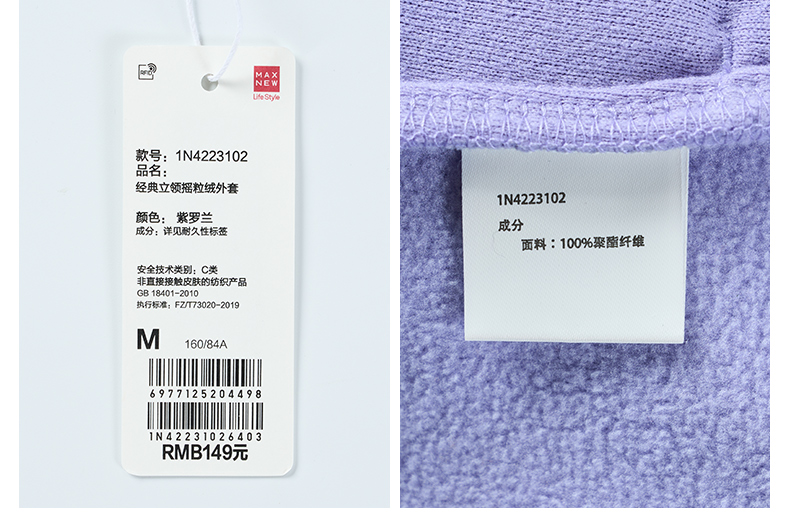 RFID
MAX
NEW
Life Style
款号：1N4223102
品名：
经典立领摇粒绒外套
颜色：紫罗兰
成分：详见耐久性标签
安全技术类别：C类
非直接接触皮肤的纺织产品
GB 18401-2010
执行标准：FZ/T73020-2019
M 160/84A
6977125204498
1N42231026403
RMB149元
1N4223102
成分
面料：100%聚酯纤维